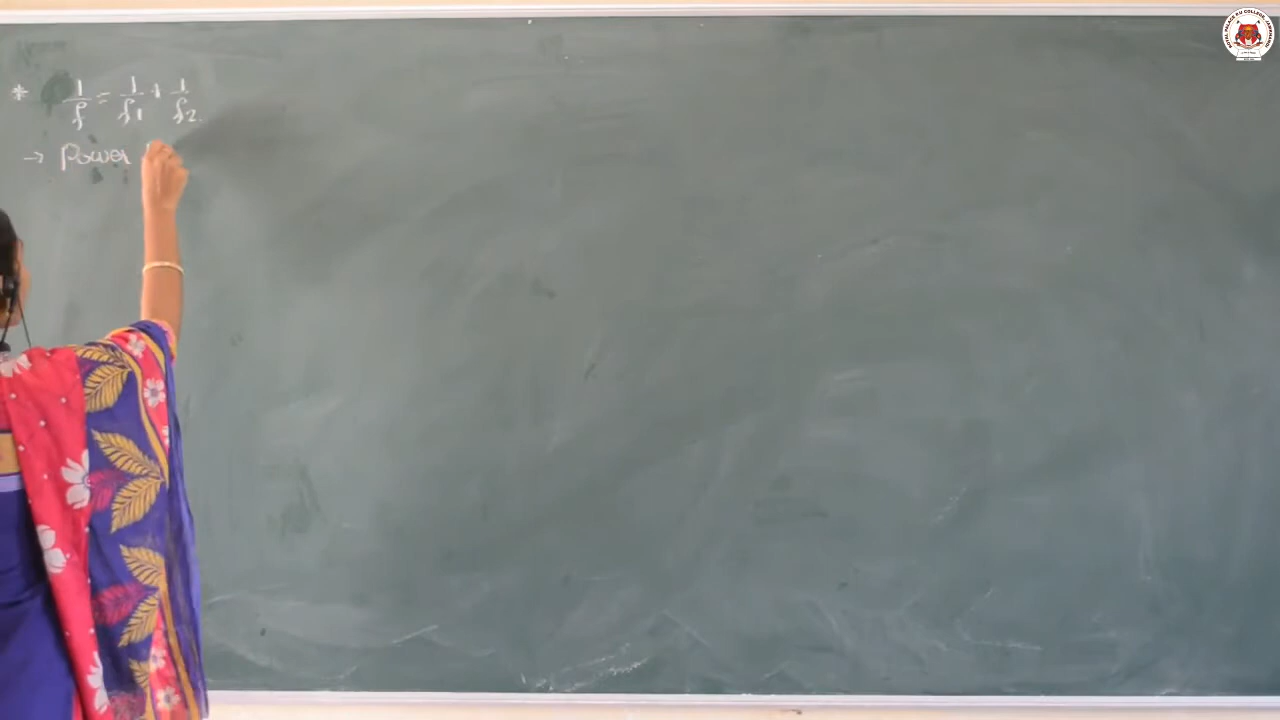 * 1/f = 1/f1 + 1/f2
→ Power